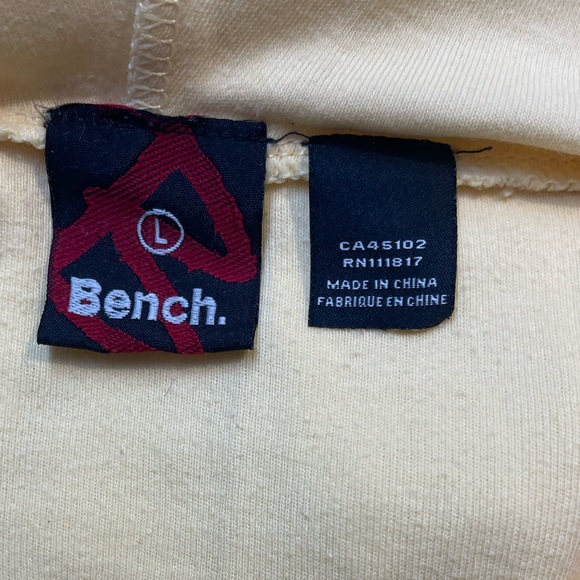 L
Bench.
CA45102
RN111817
MADE IN CHINA
FABRIQUE EN CHINE